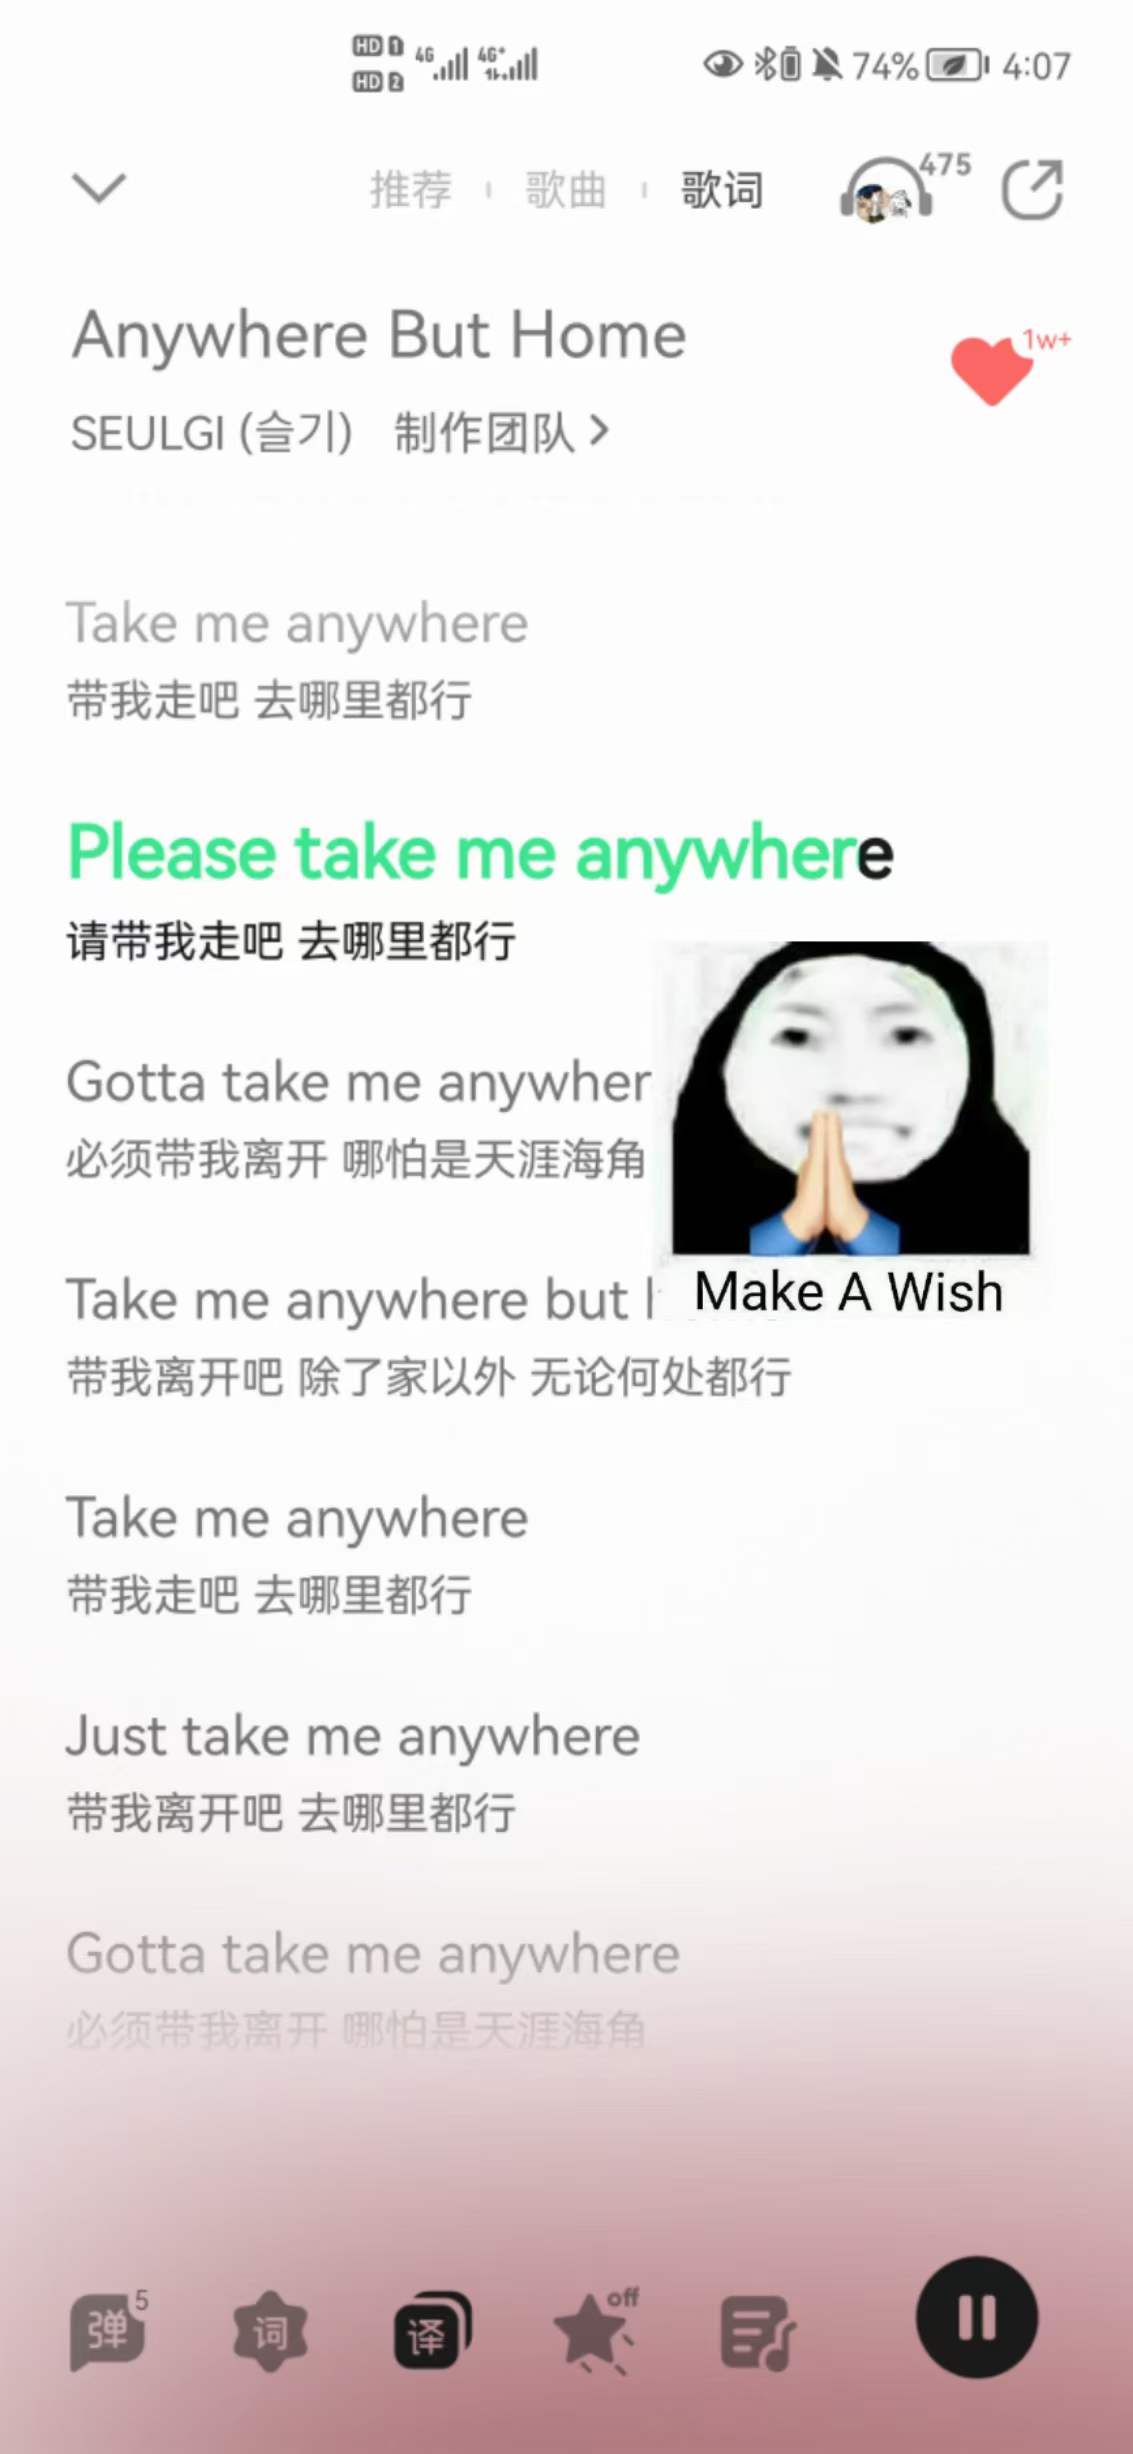 HD 1 4G 4G+ 74% 4:07
HD 2
推荐 歌曲 歌词 475
Anywhere But Home
1w+
SEULGI (슬기) 制作团队 >
Take me anywhere
带我走吧 去哪里都行
Please take me anywhere
请带我走吧 去哪里都行
Gotta take me anywher
必须带我离开 哪怕是天涯海角
Take me anywhere but
Make A Wish
带我离开吧 除了家以外 无论何处都行
Take me anywhere
带我走吧 去哪里都行
Just take me anywhere
带我离开吧 去哪里都行
Gotta take me anywhere
必须带我离开 哪怕是天涯海角
弹 5 词 译 off